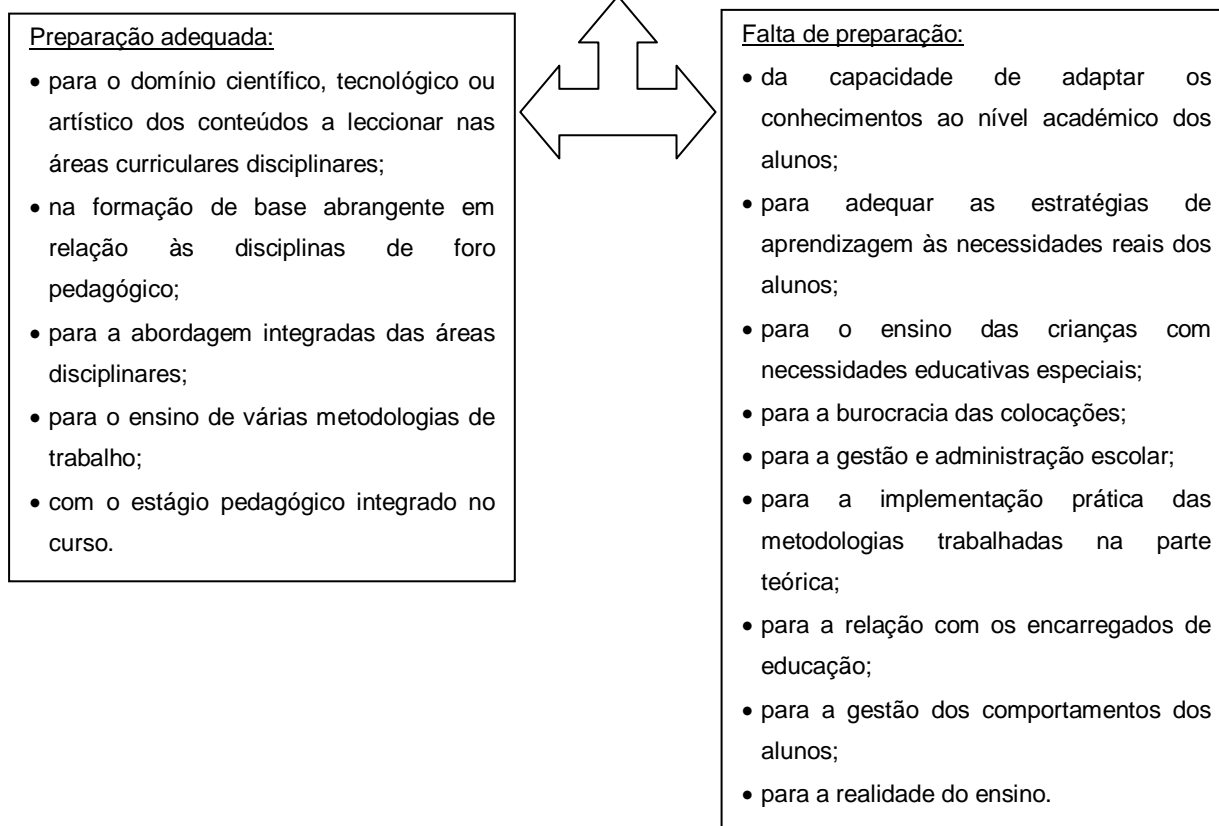 Preparação adequada:
• para o domínio científico, tecnológico ou
artístico dos conteúdos a leccionar nas
áreas curriculares disciplinares;
• na formação de base abrangente em
relação às disciplinas de foro
pedagógico;
• para a abordagem integradas das áreas
disciplinares;
• para o ensino de várias metodologias de
trabalho;
• com o estágio pedagógico integrado no
curso.
Falta de preparação:
• da capacidade de adaptar os
conhecimentos ao nível académico dos
alunos;
• para adequar as estratégias de
aprendizagem às necessidades reais dos
alunos;
• para o ensino das crianças com
necessidades educativas especiais;
• para a burocracia das colocações;
• para a gestão e administração escolar;
• para a implementação prática das
metodologias trabalhadas na parte
teórica;
• para a relação com os encarregados de
educação;
• para a gestão dos comportamentos dos
alunos;
• para a realidade do ensino.